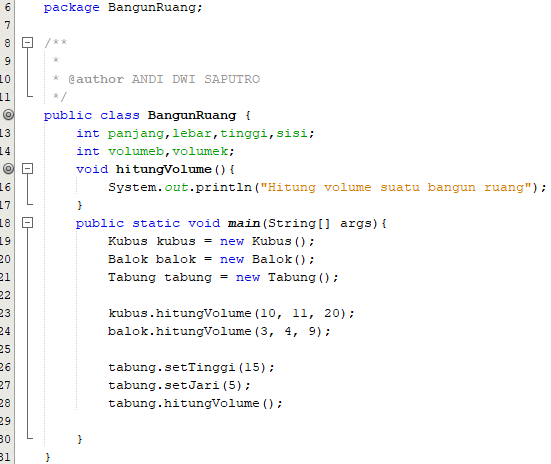 6 package BangunRuang;
7
8 /**
9 *
10 * @author ANDI DWI SAPUTRO
11 */
public class BangunRuang {
13 int panjang,lebar,tinggi,sisi;
14 int volumeb,volumek;
void hitungVolume(){
16 System.out.println("Hitung volume suatu bangun ruang");
17 }
18 public static void main(String[] args){
19 Kubus kubus = new Kubus();
20 Balok balok = new Balok();
21 Tabung tabung = new Tabung();
22
23 kubus.hitungVolume(10, 11, 20);
24 balok.hitungVolume(3, 4, 9);
25
26 tabung.setTinggi(15);
27 tabung.setJari(5);
28 tabung.hitungVolume();
29
30 }
31 }